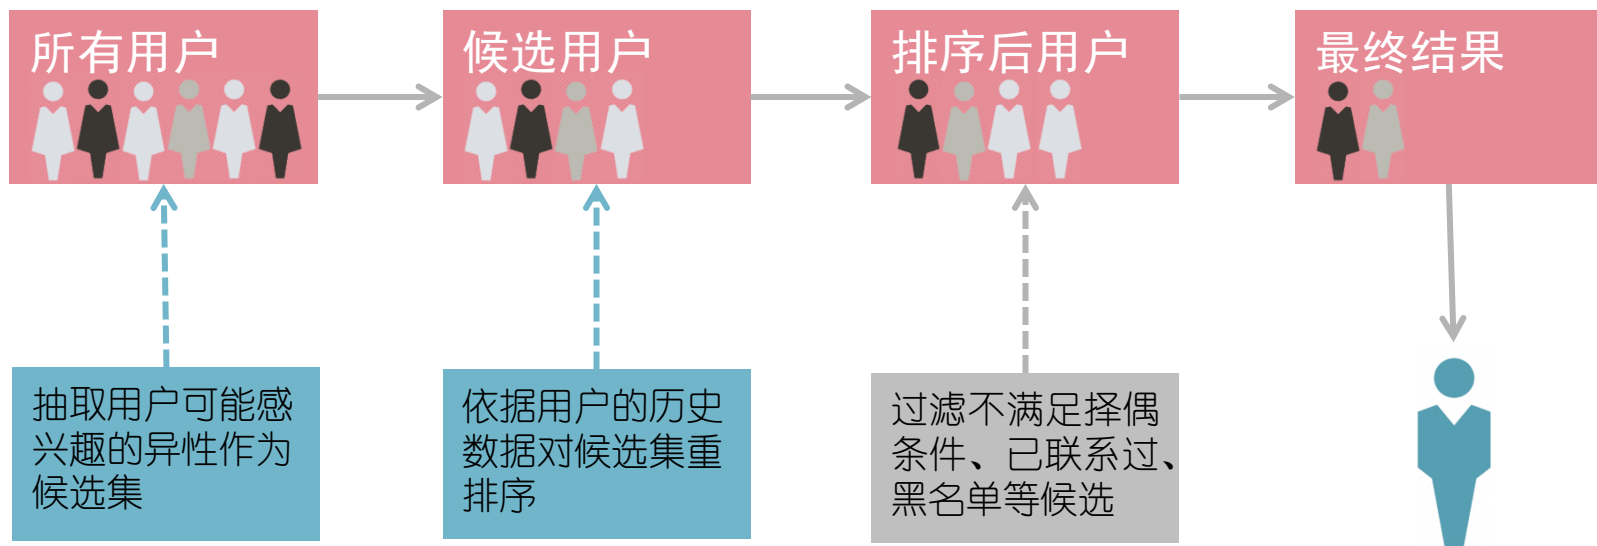 所有用户
候选用户
排序后用户
最终结果
抽取用户可能感
兴趣的异性作为
候选集
依据用户的历史
数据对候选集重
排序
过滤不满足择偶
条件、已联系过、
黑名单等候选